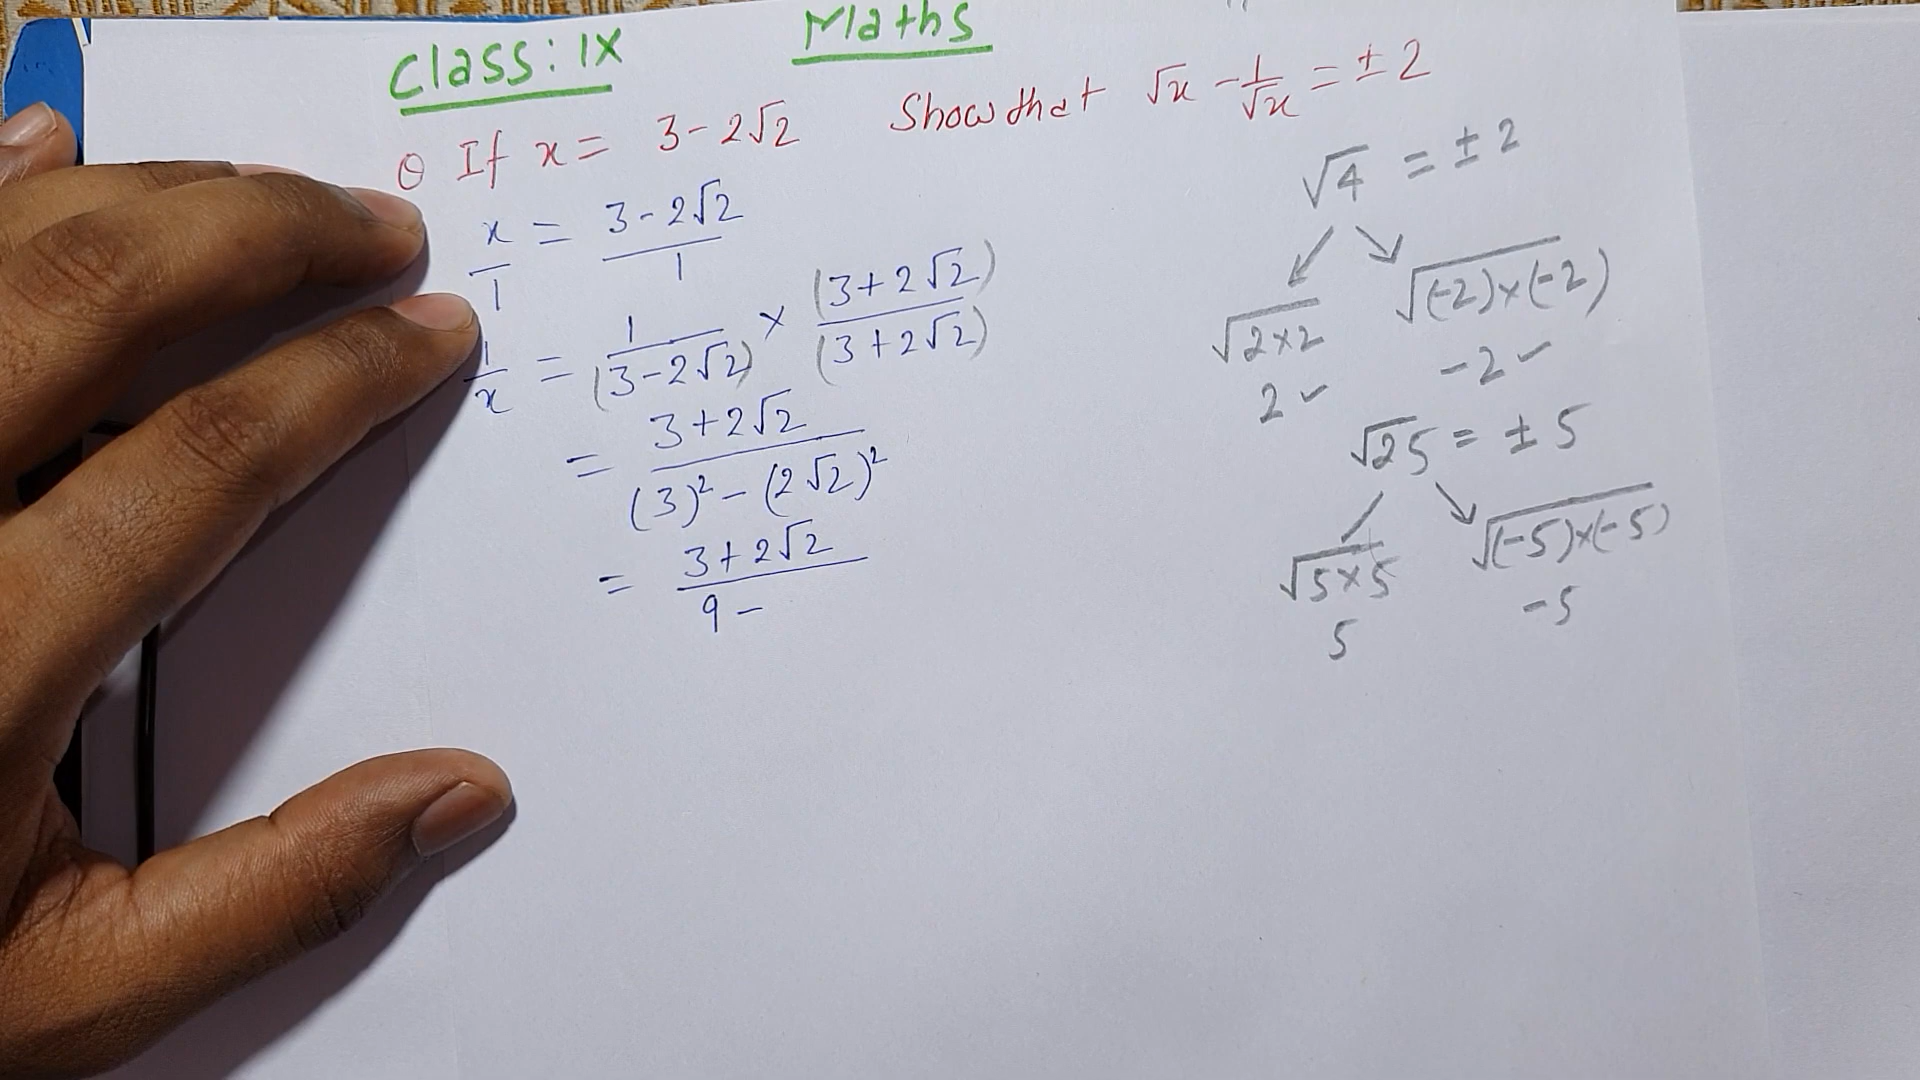 Class: IX Maths
Q If x = 3-2√2 Show that √x - 1/√x = ±2
x/1 = (3-2√2)/1
1/x = 1/(3-2√2) × (3+2√2)/(3+2√2)
= (3+2√2)/((3)² - (2√2)²)
= (3+2√2)/(9 -
√4 = ±2
√2×2 √(-2)×(-2)
2 ✓ -2 ✓
√25 = ±5
√5×5 √(-5)×(-5)
5 -5